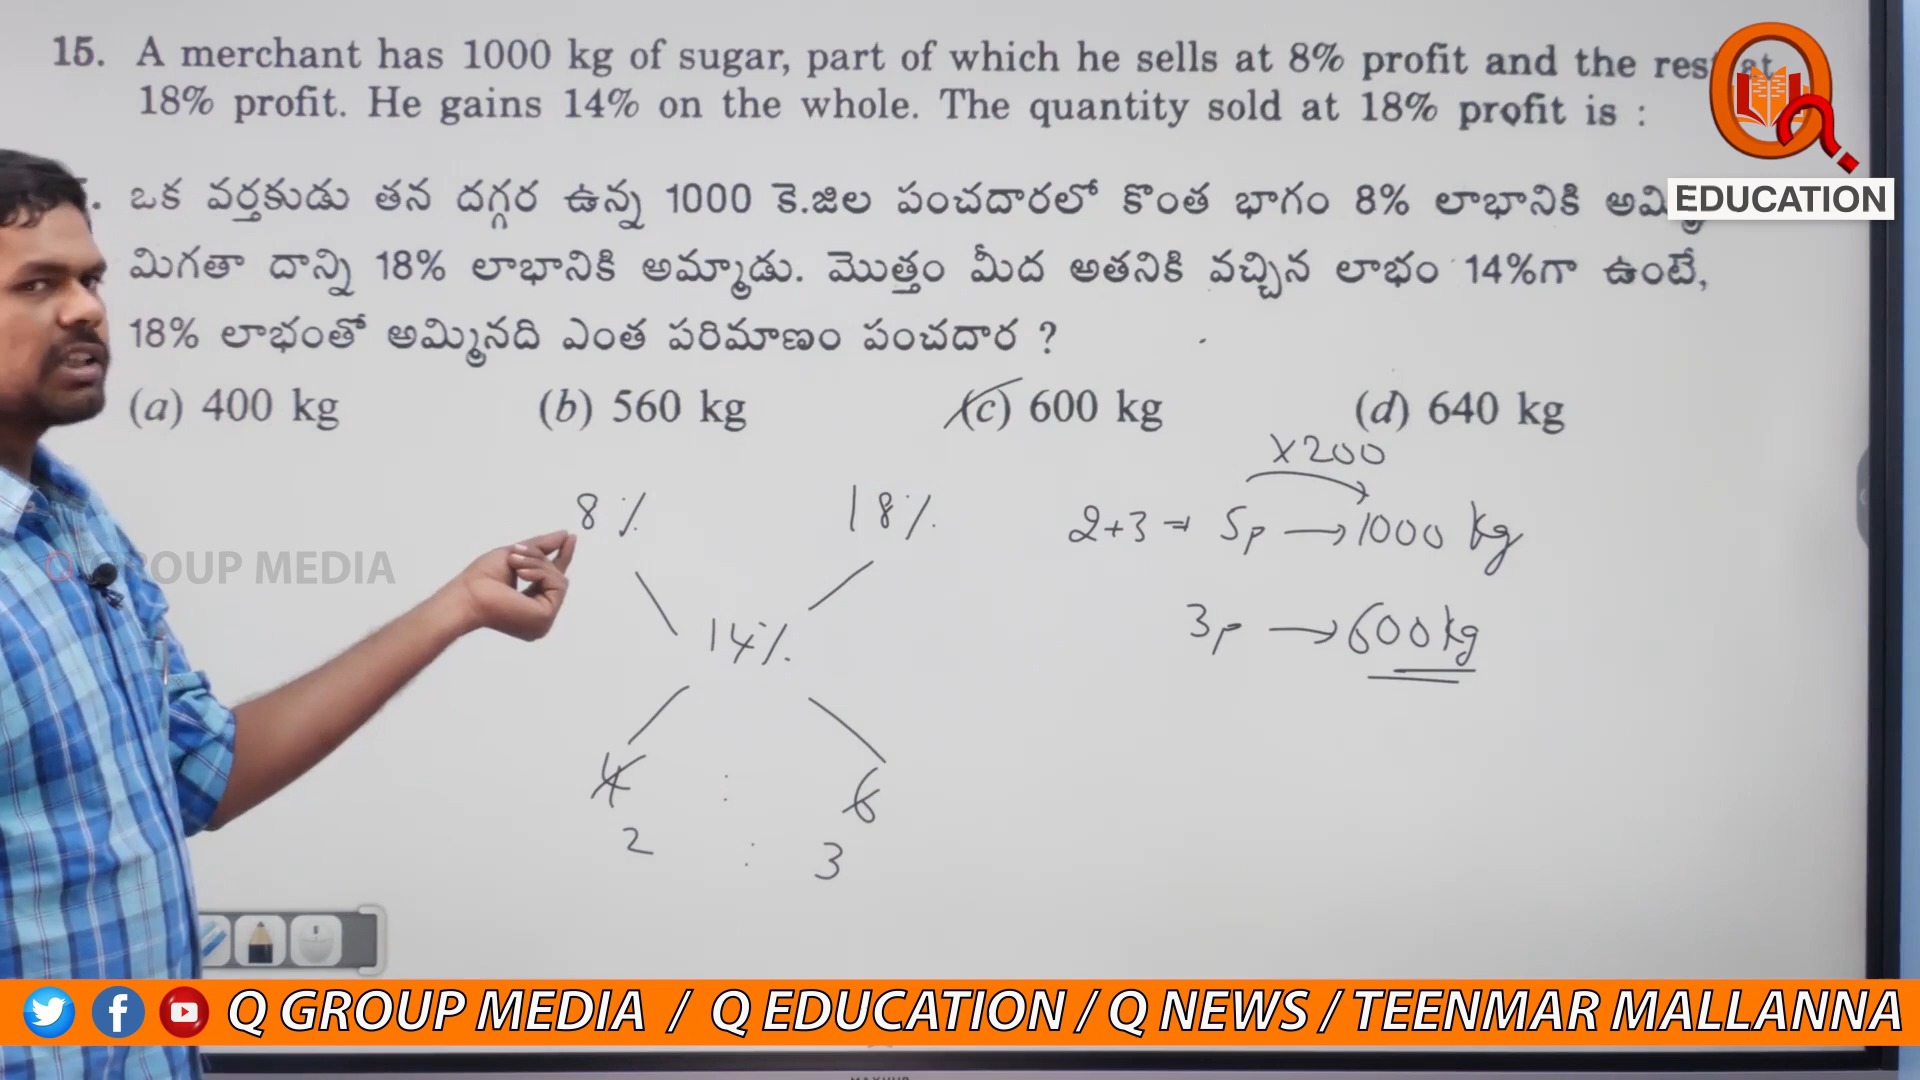 15. A merchant has 1000 kg of sugar, part of which he sells at 8% profit and the rest at
18% profit. He gains 14% on the whole. The quantity sold at 18% profit is :
ఒక వర్తకుడు తన దగ్గర ఉన్న 1000 కె.జిల పంచదారలో కొంత భాగం 8% లాభానికి
మిగతా దాన్ని 18% లాభానికి అమ్మాడు. మొత్తం మీద అతనికి వచ్చిన లాభం 14%గా ఉంటే,
18% లాభంతో అమ్మినది ఎంత పరిమాణం పంచదార ?
(a) 400 kg (b) 560 kg (c) 600 kg (d) 640 kg
EDUCATION
×200
8% 18% 2+3 ⇒ 5p → 1000 kg
14% 3p → 600 kg
4 : 6
2 : 3
Q GROUP MEDIA
Q GROUP MEDIA / Q EDUCATION / Q NEWS / TEENMAR MALLANNA